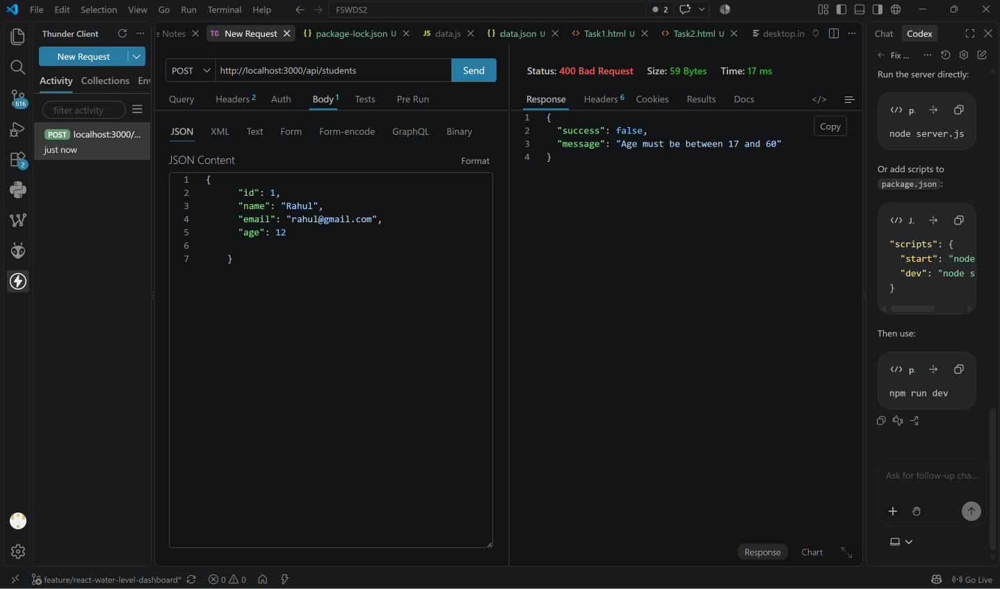 File Edit Selection View Go Run Terminal Help
FSWDS2
2
Thunder Client
New Request
Activity Collections Env
filter activity
POST localhost:3000/...
just now
616
2
e Notes
TC New Request
{} package-lock.json U
JS data.js
{} data.json U
<> Task1.html U
<> Task2.html U
desktop.in
POST
http://localhost:3000/api/students
Send
Query Headers 2 Auth Body 1 Tests Pre Run
JSON XML Text Form Form-encode GraphQL Binary
JSON Content
Format
1 {
2 "id": 1,
3 "name": "Rahul",
4 "email": "rahul@gmail.com",
5 "age": 12
6
7 }
Status: 400 Bad Request Size: 59 Bytes Time: 17 ms
Response Headers 6 Cookies Results Docs </>
1 {
2 "success": false,
3 "message": "Age must be between 17 and 60"
4 }
Copy
Response Chart
Chat Codex
Fix ...
Run the server directly:
</> p.
node server.js
Or add scripts to
package.json:
</> J.
"scripts": {
"start": "node
"dev": "node s
}
Then use:
</> p.
npm run dev
Ask for follow-up cha...
feature/react-water-level-dashboard*
0 0
Go Live